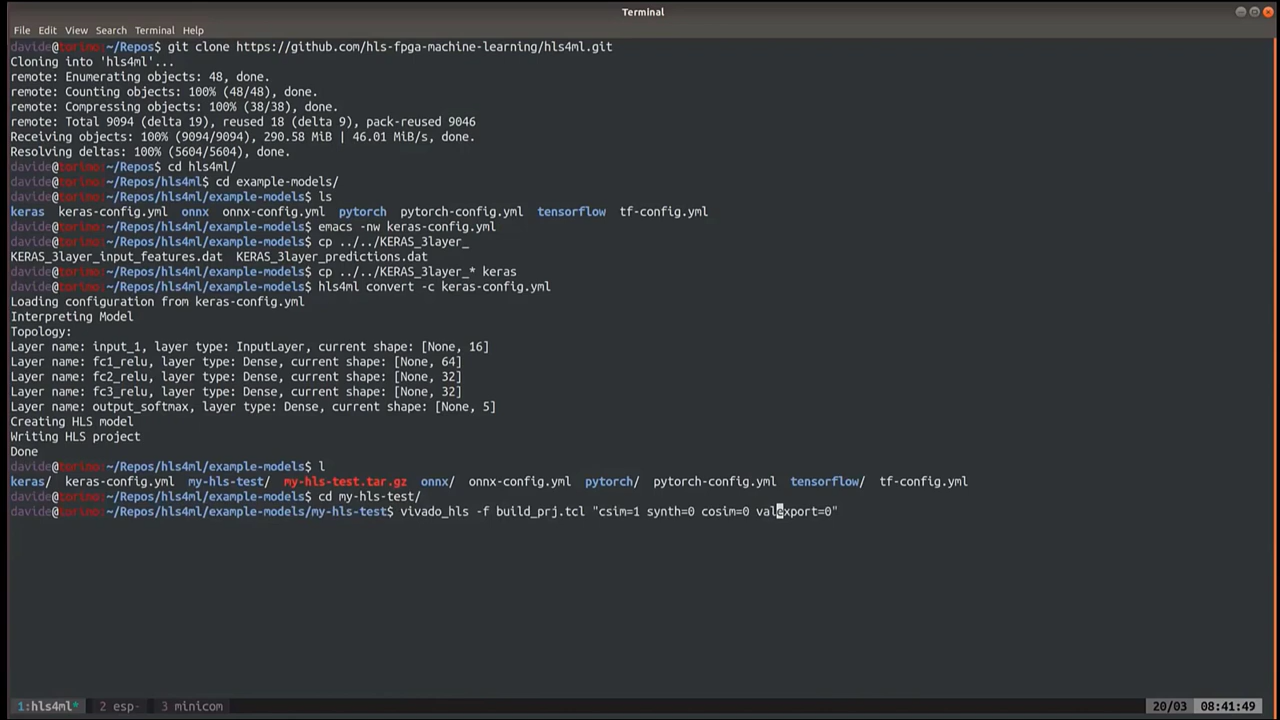 Terminal
File Edit View Search Terminal Help
davide@torino:~/Repos$ git clone https://github.com/hls-fpga-machine-learning/hls4ml.git
Cloning into 'hls4ml'...
remote: Enumerating objects: 48, done.
remote: Counting objects: 100% (48/48), done.
remote: Compressing objects: 100% (38/38), done.
remote: Total 9094 (delta 19), reused 18 (delta 9), pack-reused 9046
Receiving objects: 100% (9094/9094), 290.58 MiB | 46.01 MiB/s, done.
Resolving deltas: 100% (5604/5604), done.
davide@torino:~/Repos$ cd hls4ml/
davide@torino:~/Repos/hls4ml$ cd example-models/
davide@torino:~/Repos/hls4ml/example-models$ ls
keras keras-config.yml onnx onnx-config.yml pytorch pytorch-config.yml tensorflow tf-config.yml
davide@torino:~/Repos/hls4ml/example-models$ emacs -nw keras-config.yml
davide@torino:~/Repos/hls4ml/example-models$ cp ../../KERAS_3layer_
KERAS_3layer_input_features.dat KERAS_3layer_predictions.dat
davide@torino:~/Repos/hls4ml/example-models$ cp ../../KERAS_3layer_* keras
davide@torino:~/Repos/hls4ml/example-models$ hls4ml convert -c keras-config.yml
Loading configuration from keras-config.yml
Interpreting Model
Topology:
Layer name: input_1, layer type: InputLayer, current shape: [None, 16]
Layer name: fc1_relu, layer type: Dense, current shape: [None, 64]
Layer name: fc2_relu, layer type: Dense, current shape: [None, 32]
Layer name: fc3_relu, layer type: Dense, current shape: [None, 32]
Layer name: output_softmax, layer type: Dense, current shape: [None, 5]
Creating HLS model
Writing HLS project
Done
davide@torino:~/Repos/hls4ml/example-models$ l
keras/ keras-config.yml my-hls-test/ my-hls-test.tar.gz onnx/ onnx-config.yml pytorch/ pytorch-config.yml tensorflow/ tf-config.yml
davide@torino:~/Repos/hls4ml/example-models$ cd my-hls-test/
davide@torino:~/Repos/hls4ml/example-models/my-hls-test$ vivado_hls -f build_prj.tcl "csim=1 synth=0 cosim=0 valexport=0"
1:hls4ml* 2 esp- 3 minicom 20/03 08:41:49